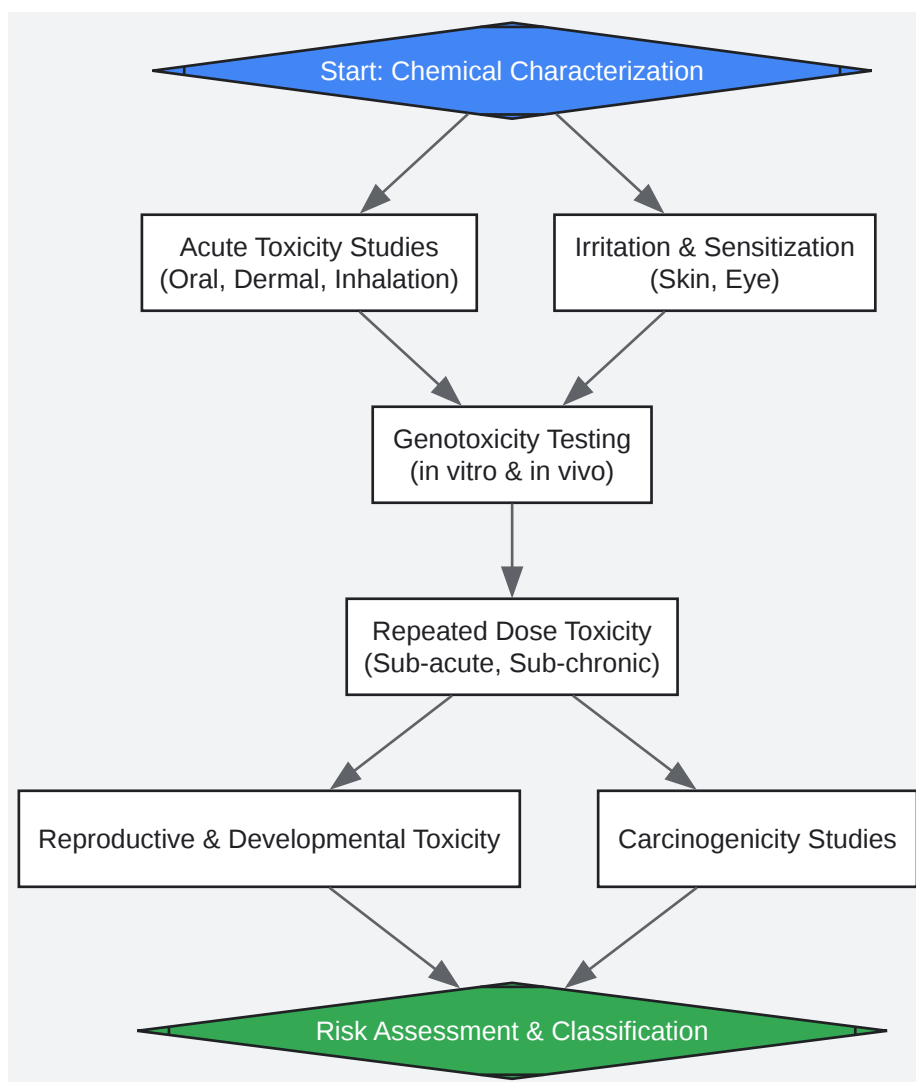 Start: Chemical Characterization
Acute Toxicity Studies
(Oral, Dermal, Inhalation)
Irritation & Sensitization
(Skin, Eye)
Genotoxicity Testing
(in vitro & in vivo)
Repeated Dose Toxicity
(Sub-acute, Sub-chronic)
Reproductive & Developmental Toxicity
Carcinogenicity Studies
Risk Assessment & Classification